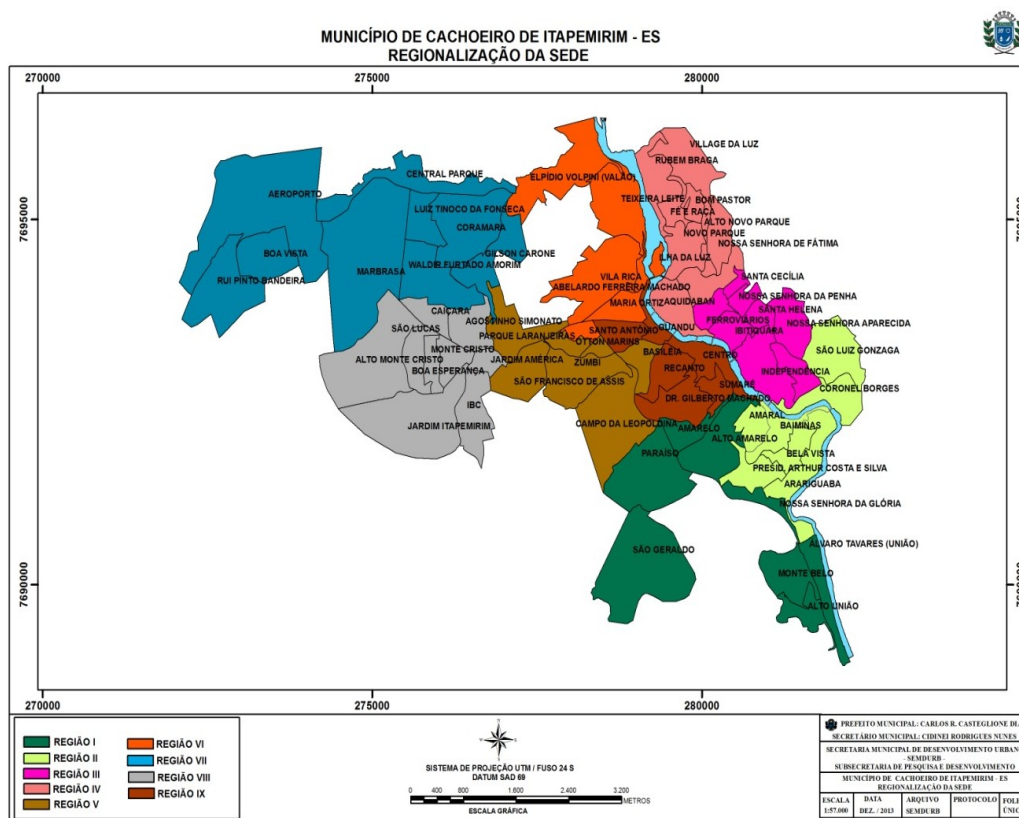 MUNICÍPIO DE CACHOEIRO DE ITAPEMIRIM - ES
REGIONALIZAÇÃO DA SEDE
270000
275000
280000
VILLAGE DA LUZ
RUBEM BRAGA
CENTRAL PARQUE
ELPÍDIO VOLPINI (VALÃO)
AEROPORTO
TEIXEIRA LEITE
BOM PASTOR
LUIZ TINOCO DA FONSECA
FÉ E RAÇA
7695000
ALTO NOVO PARQUE
CORAMARA
NOVO PARQUE
NOSSA SENHORA DE FÁTIMA
BOA VISTA
GILSON CARONE
ILHA DA LUZ
WALDIR FURTADO AMORIM
MARBRASA
VILA RICA
SANTA CECÍLIA
RUI PINTO BANDEIRA
ABELARDO FERREIRA MACHADO
NOSSA SENHORA DA PENHA
MARIA ORTIZ
AQUIDABAN
SANTA HELENA
CAIÇARA
AGOSTINHO SIMONATO
FERROVIÁRIOS
NOSSA SENHORA APARECIDA
SÃO LUCAS
SANTO ANTÔNIO
GUANDU
IBITIQUARA
PARQUE LARANJEIRAS
OTTON MARINS
MONTE CRISTO
BASILÉIA
CENTRO
SÃO LUIZ GONZAGA
ALTO MONTE CRISTO
JARDIM AMÉRICA
ZUMBI
RECANTO
INDEPENDÊNCIA
BOA ESPERANÇA
SÃO FRANCISCO DE ASSIS
SUMARÉ
CORONEL BORGES
DR. GILBERTO MACHADO
IBC
AMARAL
JARDIM ITAPEMIRIM
CAMPO DA LEOPOLDINA
AMARELO
BAIMINAS
ALTO AMARELO
PARAÍSO
BELA VISTA
PRESID. ARTHUR COSTA E SILVA
ARARIGUABA
NOSSA SENHORA DA GLÓRIA
ÁLVARO TAVARES (UNIÃO)
SÃO GERALDO
MONTE BELO
7690000
ALTO UNIÃO
270000
275000
280000
REGIÃO I
REGIÃO II
REGIÃO III
REGIÃO IV
REGIÃO V
REGIÃO VI
REGIÃO VII
REGIÃO VIII
REGIÃO IX
SISTEMA DE PROJEÇÃO UTM / FUSO 24 S
DATUM SAD 69
0 400 800 1.600 2.400 3.200
METROS
ESCALA GRÁFICA
PREFEITO MUNICIPAL: CARLOS R. CASTEGLIONE DI
SECRETÁRIO MUNICIPAL: CIDINEI RODRIGUES NUNES
SECRETARIA MUNICIPAL DE DESENVOLVIMENTO URBAN
- SEMDURB -
SUBSECRETARIA DE PESQUISA E DESENVOLVIMENTO
MUNICÍPIO DE CACHOEIRO DE ITAPEMIRIM - ES
REGIONALIZAÇÃO DA SEDE
ESCALA DATA ARQUIVO PROTOCOLO FOL
1:57.000 DEZ. / 2013 SEMDURB ÚNIC